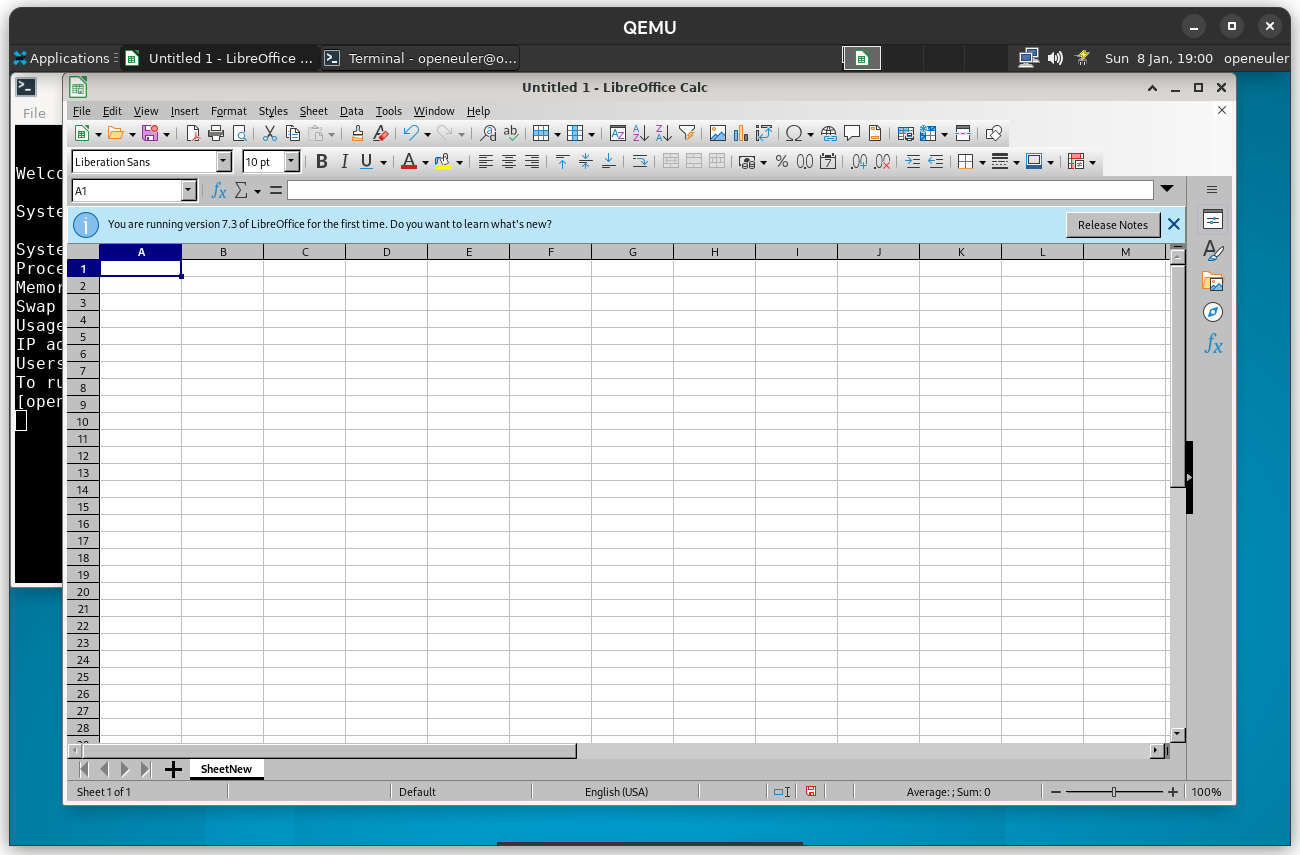 QEMU
Applications
Untitled 1 - LibreOffice ...
Terminal - openeuler@o...
Sun 8 Jan, 19:00
openeuler
Untitled 1 - LibreOffice Calc
File
File Edit View Insert Format Styles Sheet Data Tools Window Help
Liberation Sans
10 pt
B I U
A1
fx Σ =
You are running version 7.3 of LibreOffice for the first time. Do you want to learn what's new?
Release Notes
A B C D E F G H I J K L M
1
2
3
4
5
6
7
8
9
10
11
12
13
14
15
16
17
18
19
20
21
22
23
24
25
26
27
28
Welco
Syste
Syste
Proce
Memor
Swap
Usage
IP ad
Users
To ru
[open
SheetNew
Sheet 1 of 1
Default
English (USA)
Average: ; Sum: 0
100%